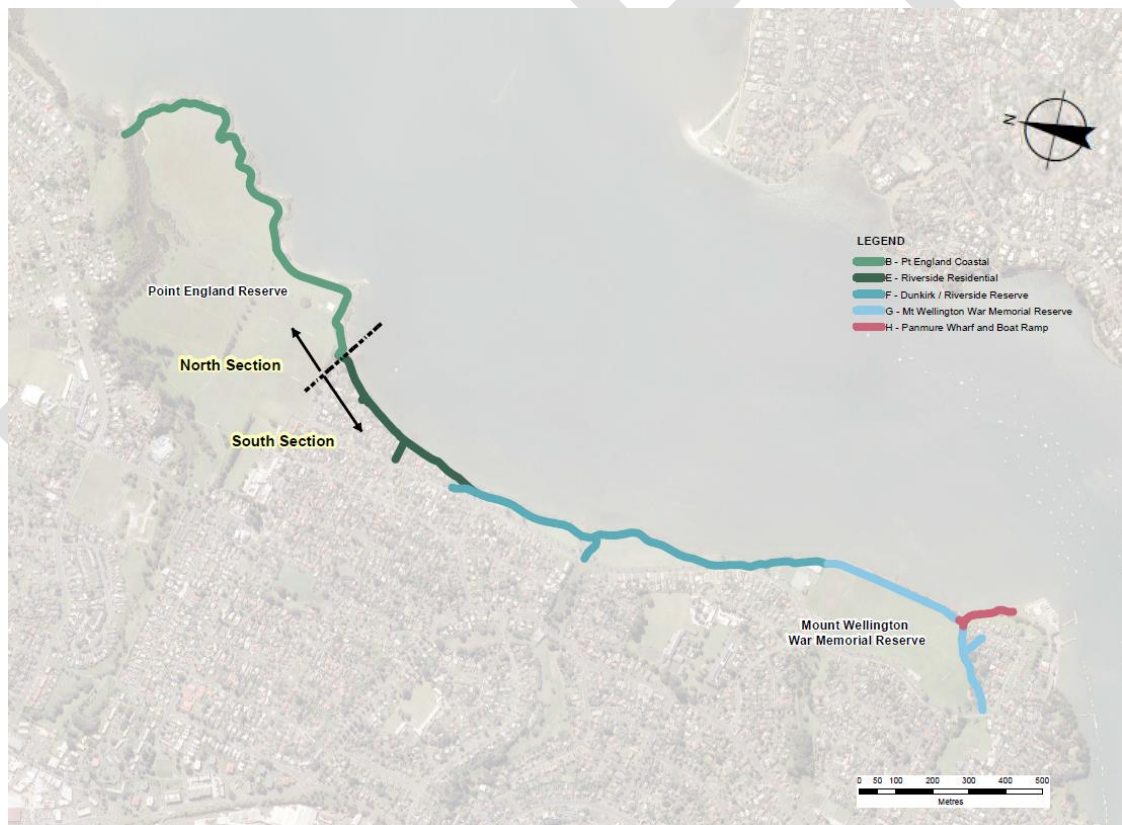 N
LEGEND
B - Pt England Coastal
E - Riverside Residential
F - Dunkirk / Riverside Reserve
G - Mt Wellington War Memorial Reserve
H - Panmure Wharf and Boat Ramp
Point England Reserve
North Section
South Section
Mount Wellington
War Memorial Reserve
0 50 100 200 300 400 500
Metres